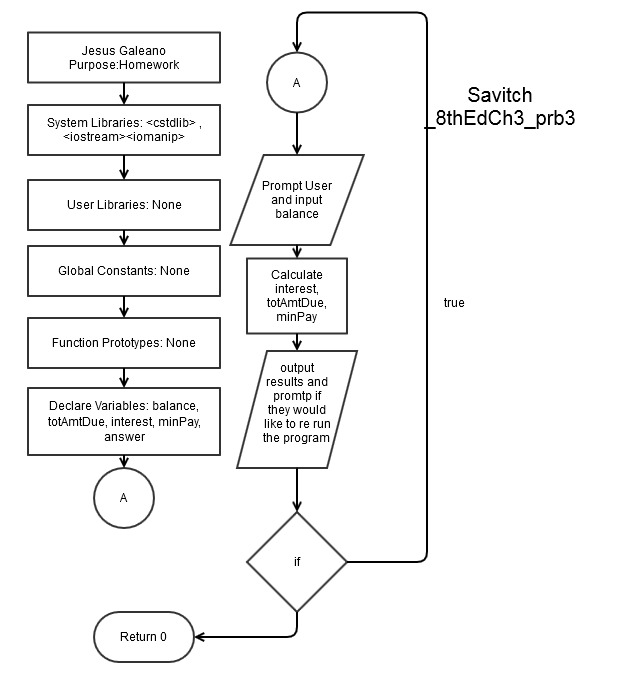 Jesus Galeano
Purpose:Homework
System Libraries: <cstdlib> ,
<iostream><iomanip>
User Libraries: None
Global Constants: None
Function Prototypes: None
Declare Variables: balance,
totAmtDue, interest, minPay,
answer
A
A
Prompt User
and input
balance
Calculate
interest,
totAmtDue,
minPay
output
results and
promtp if
they would
like to re run
the program
if
Return 0
Savitch
_8thEdCh3_prb3
true